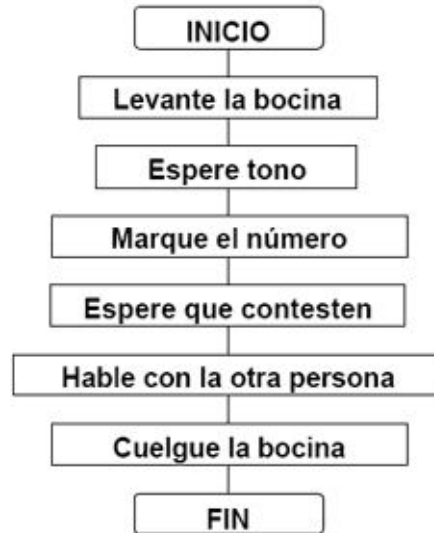 INICIO
Levante la bocina
Espere tono
Marque el número
Espere que contesten
Hable con la otra persona
Cuelgue la bocina
FIN